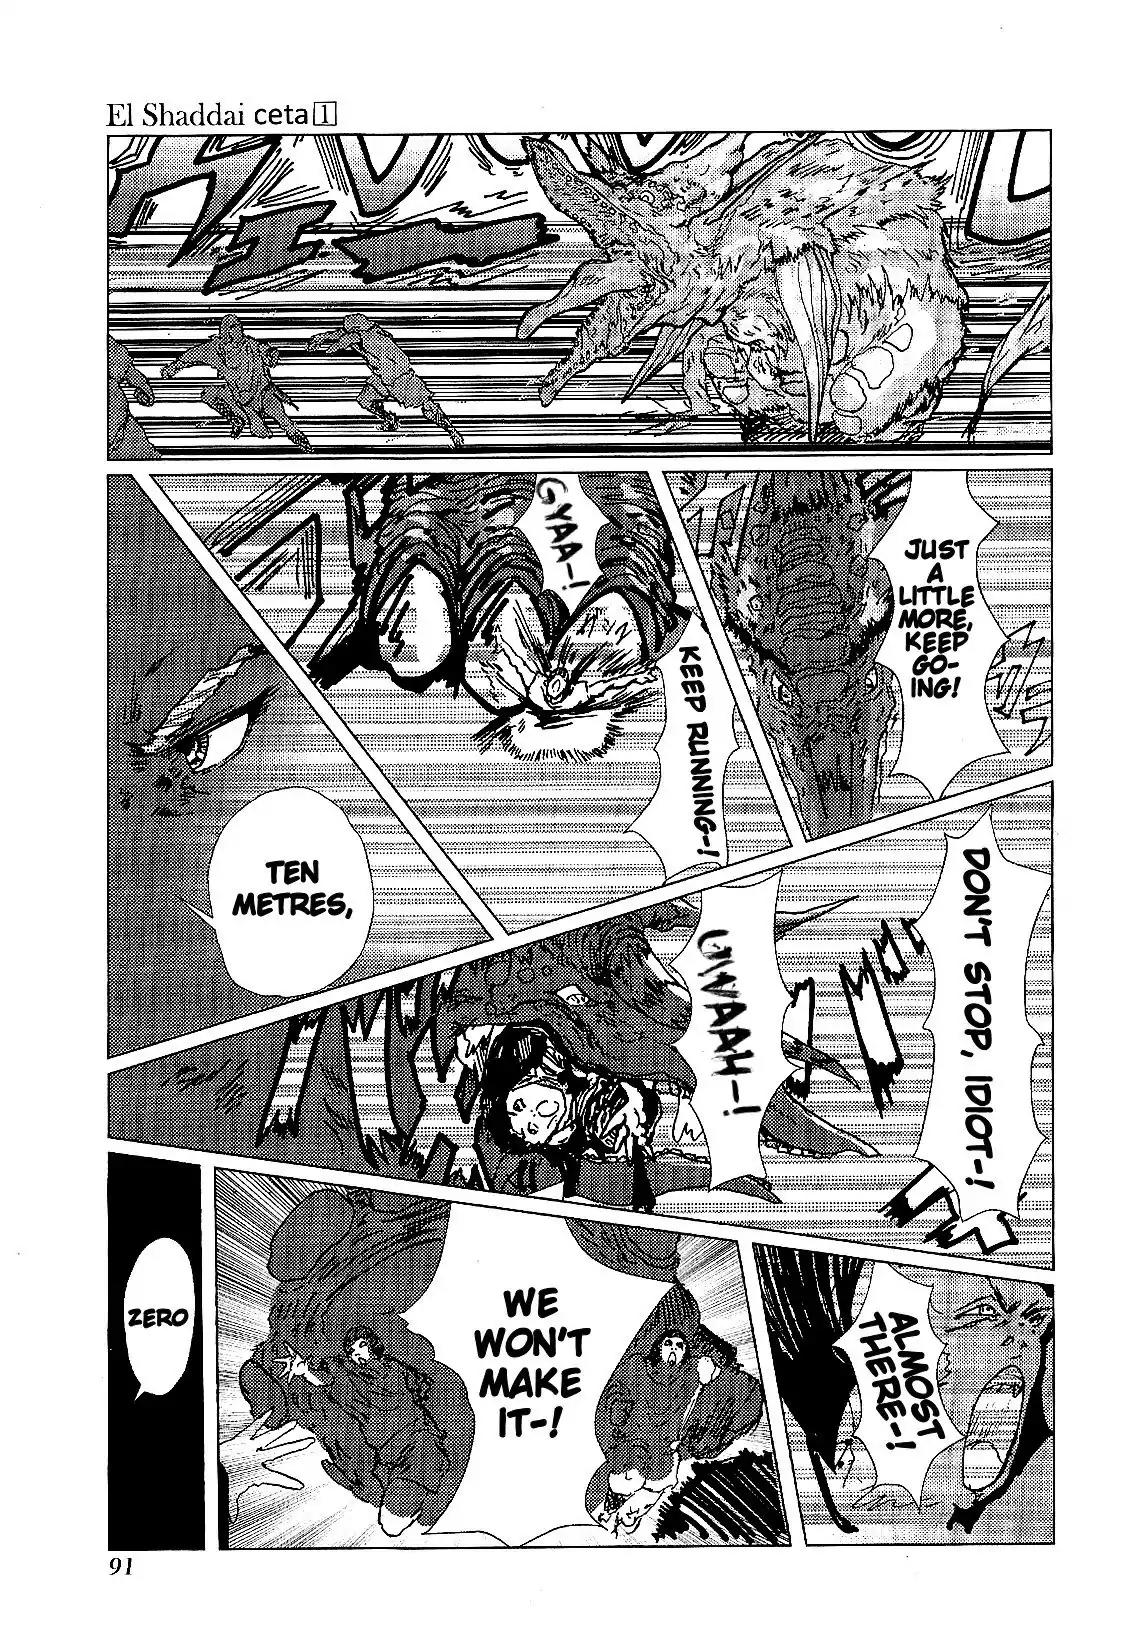 El Shaddai ceta 1
JUST
A
LITTLE
MORE,
KEEP
GO-
ING!
GYAA-!
KEEP RUNNING-!
TEN
METRES,
DON'T STOP, IDIOT-!
UWAAH-!
ALMOST
THERE-!
WE
WON'T
MAKE
IT-!
ZERO
91